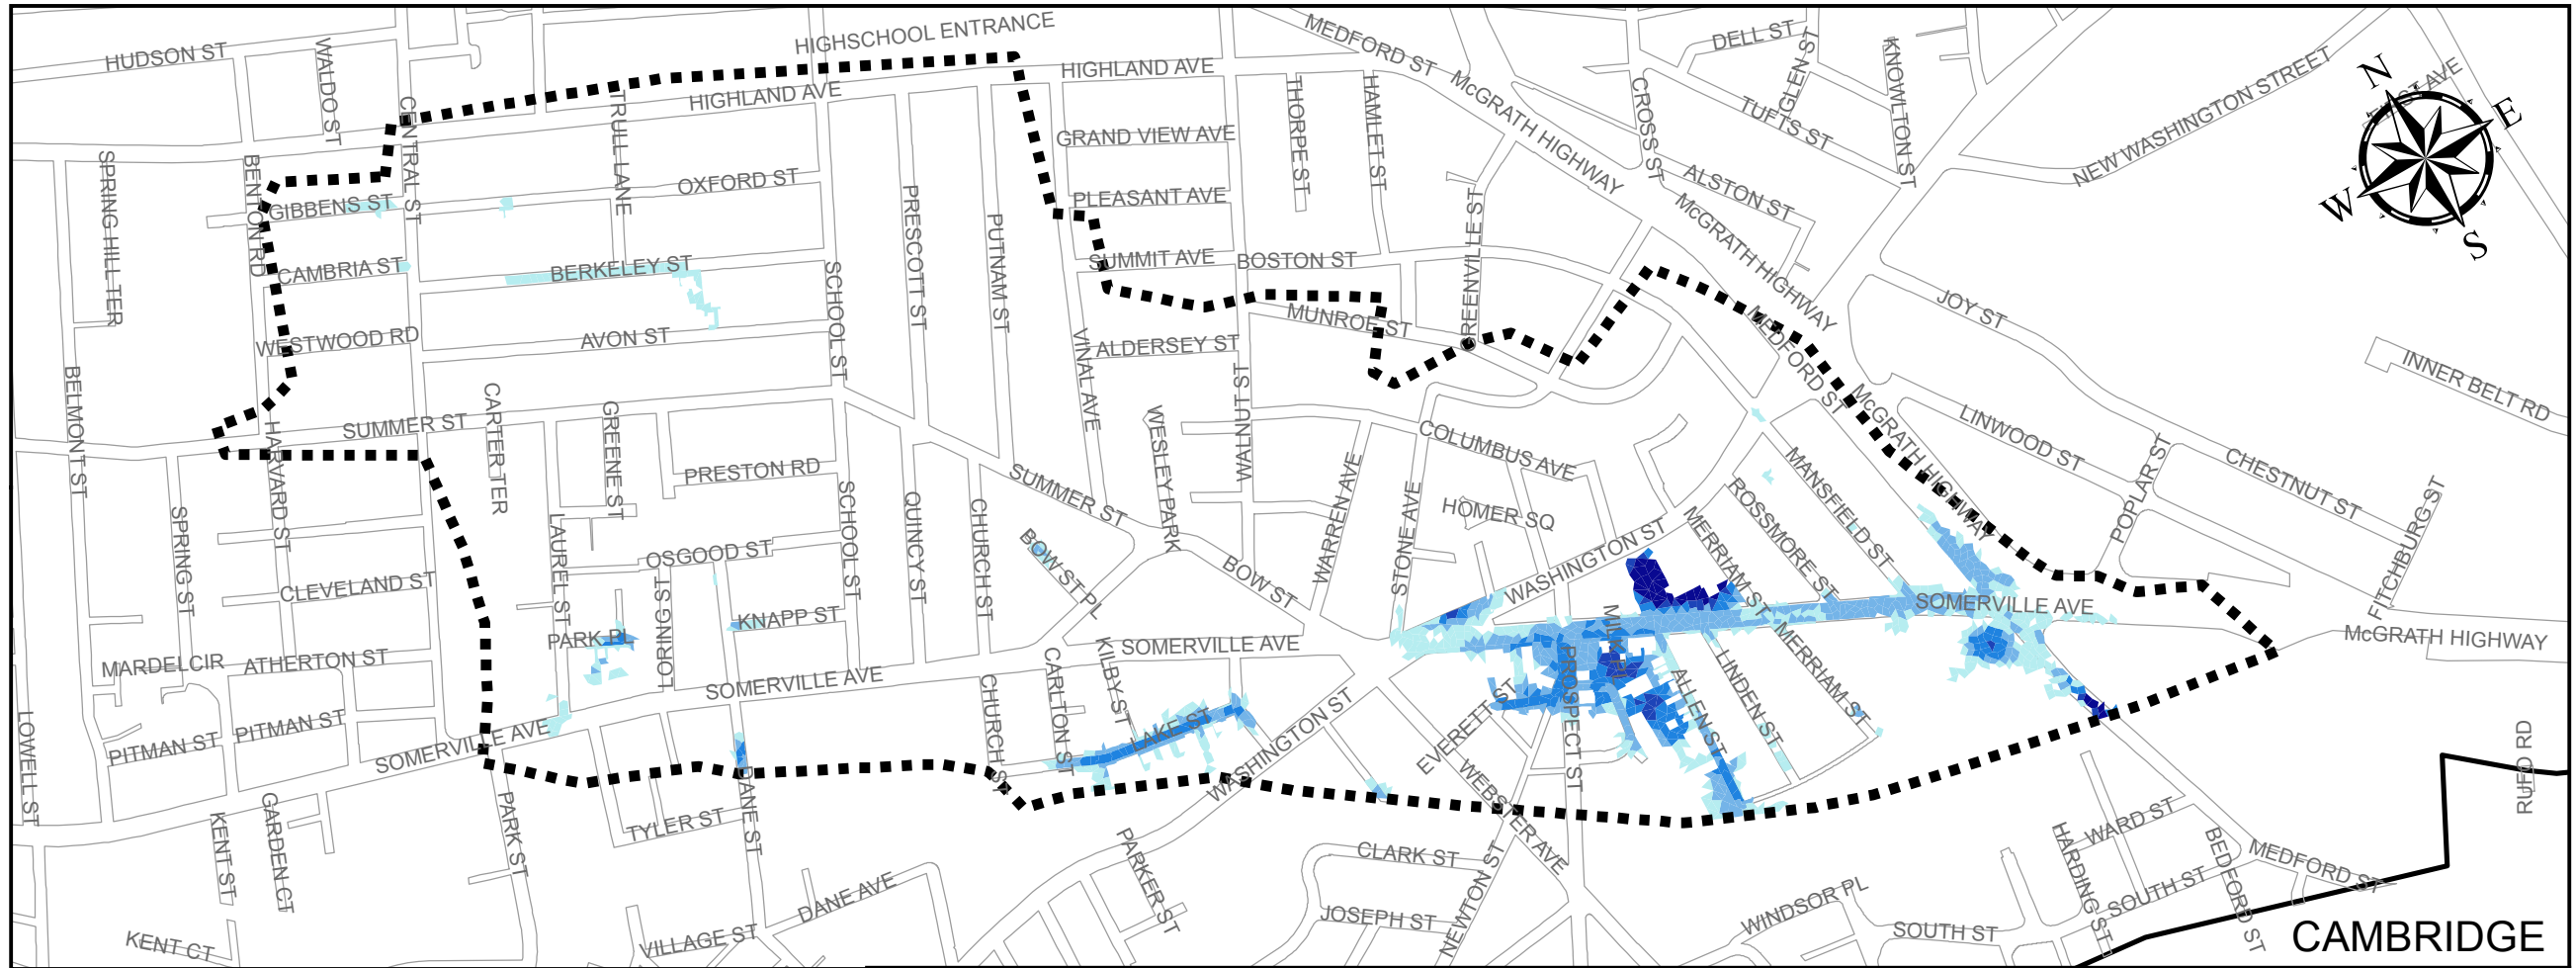 HIGHSCHOOL ENTRANCE
HUDSON ST
WALDO ST
MEDFORD ST
DELL ST
GLEN ST
KNOWLTON ST
NEW WASHINGTON STREET
FIRST AVE
N
E
W
S
CENTRAL ST
TRULL LANE
HIGHLAND AVE
HIGHLAND AVE
THORPE ST
HAMLET ST
McGRATH HIGHWAY
CROSS ST
TUFTS ST
SPRING HILL TER
BENTON RD
GIBBENS ST
OXFORD ST
PRESCOTT ST
PUTNAM ST
GRAND VIEW AVE
PLEASANT AVE
SUMMIT AVE
BOSTON ST
GREENVILLE ST
ALSTON ST
McGRATH HIGHWAY
CAMBRIA ST
BERKELEY ST
SCHOOL ST
WESTWOOD RD
AVON ST
VINAL AVE
ALDERSEY ST
MUNROE ST
MEDFORD ST
JOY ST
INNER BELT RD
BELMONT ST
HARVARD ST
SUMMER ST
CARTER TER
GREENE ST
PRESTON RD
WESLEY PARK
WALNUT ST
WARREN AVE
STONE AVE
COLUMBUS AVE
McGRATH HIGHWAY
LINWOOD ST
POPLAR ST
CHESTNUT ST
FITCHBURG ST
SPRING ST
LAUREL ST
SCHOOL ST
QUINCY ST
CHURCH ST
SUMMER ST
HOMER SQ
MERRIAM ST
ROSSMORE ST
MANSFIELD ST
CLEVELAND ST
OSGOOD ST
LORING ST
KNAPP ST
BOW ST PL
BOW ST
WASHINGTON ST
SOMERVILLE AVE
McGRATH HIGHWAY
MARDELCIR
ATHERTON ST
PARK PL
SOMERVILLE AVE
CHURCH ST
CARLTON ST
KILBY ST
SOMERVILLE AVE
LAKE ST
WASHINGTON ST
EVERETT ST
PROSPECT ST
ALLEN ST
LINDEN ST
MERRIAM ST
LOWELL ST
PITMAN ST
PITMAN ST
SOMERVILLE AVE
PARK ST
DANE ST
TYLER ST
WEBSTER AVE
RUFO RD
KENT ST
GARDEN CT
DANE AVE
PARKER ST
CLARK ST
NEWTON ST
WARD ST
HARDING ST
BEDFORD ST
MEDFORD ST
KENT CT
VILLAGE ST
JOSEPH ST
WINDSOR PL
SOUTH ST
SOUTH ST
CAMBRIDGE